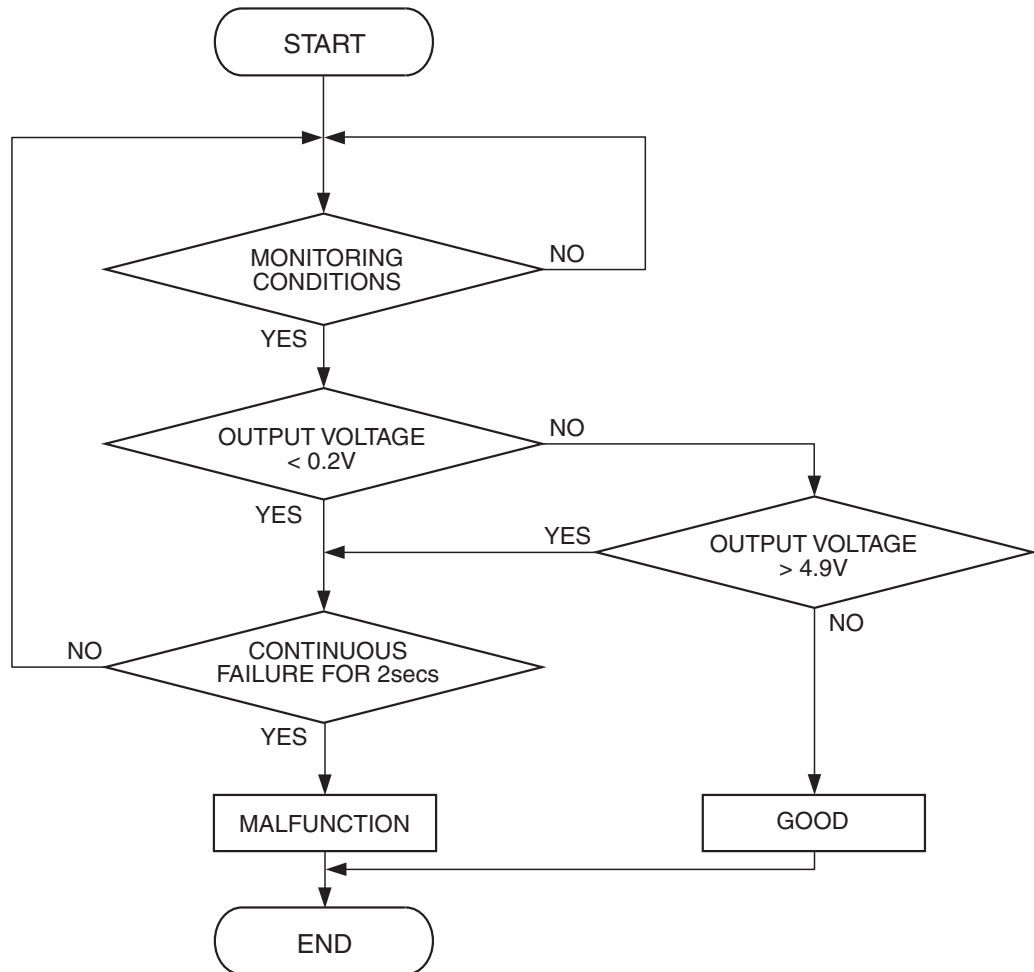 START
MONITORING
CONDITIONS
NO
YES
OUTPUT VOLTAGE
< 0.2V
NO
YES
YES
OUTPUT VOLTAGE
> 4.9V
NO
NO
CONTINUOUS
FAILURE FOR 2secs
YES
MALFUNCTION
GOOD
END